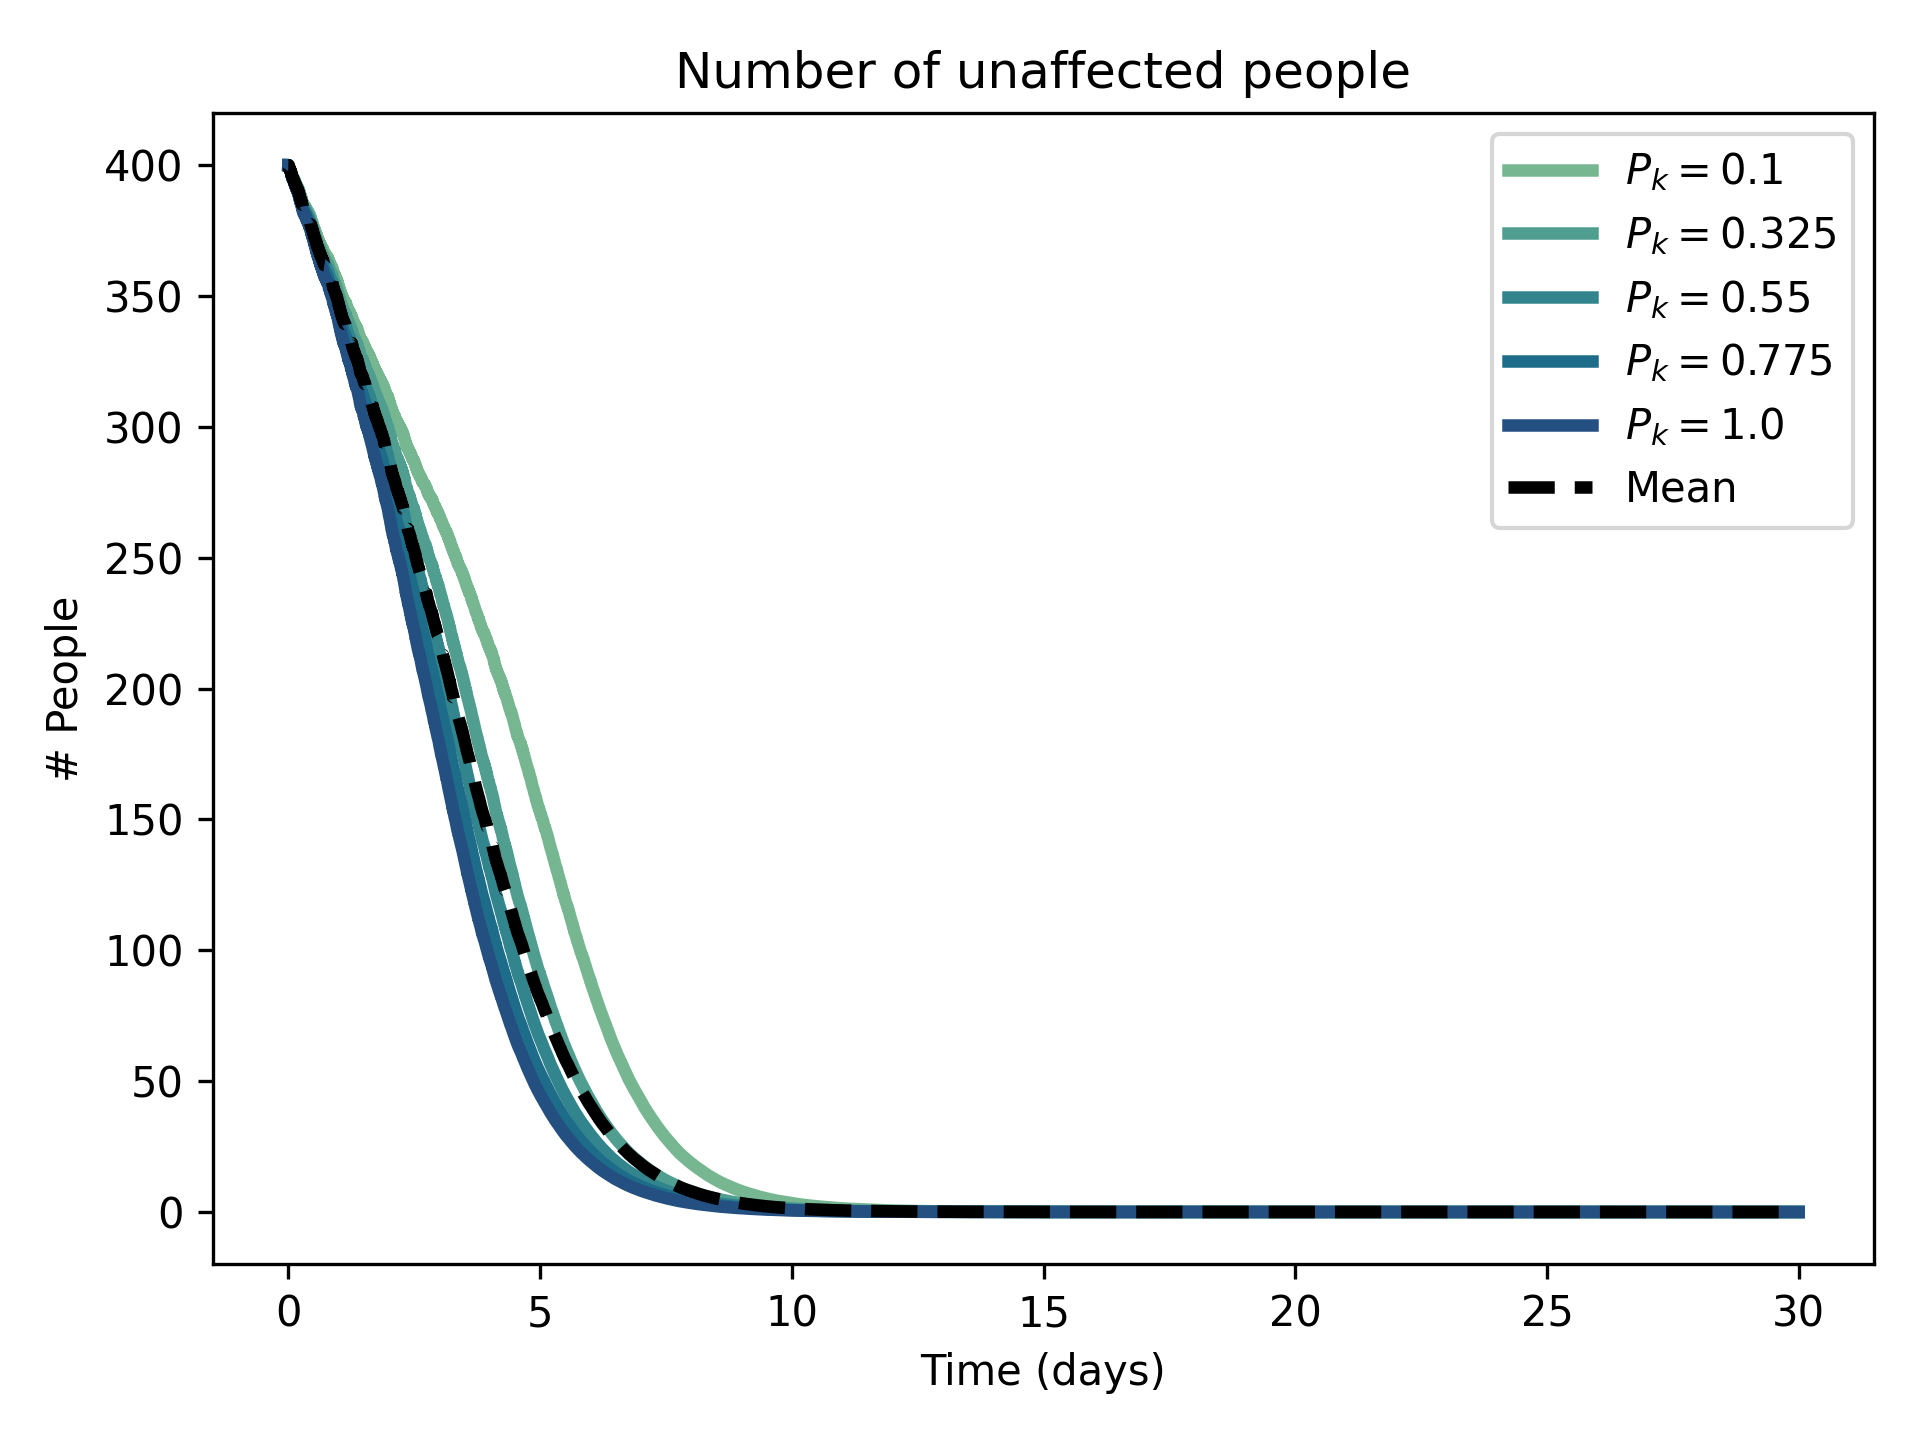 Number of unaffected people
# People
400
350
300
250
200
150
100
50
0
0 5 10 15 20 25 30
Time (days)
P_k = 0.1
P_k = 0.325
P_k = 0.55
P_k = 0.775
P_k = 1.0
Mean